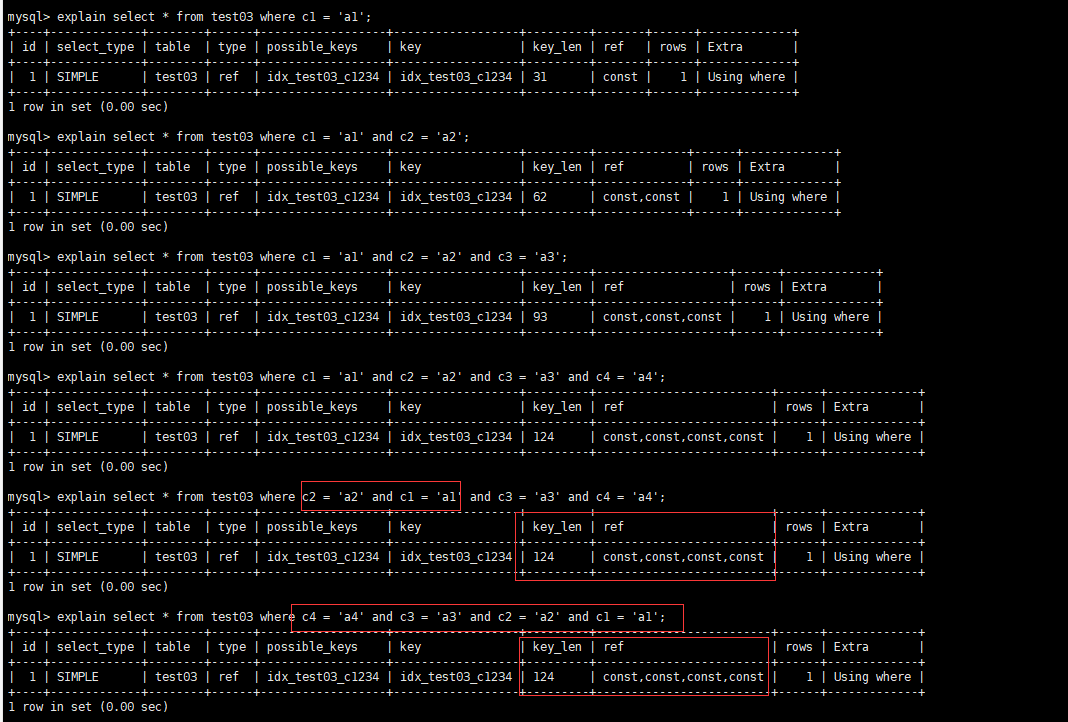 mysql> explain select * from test03 where c1 = 'a1';
+----+-------------+--------+------+-----------------+-----------------+---------+-------+------+-------------+
| id | select_type | table  | type | possible_keys   | key             | key_len | ref   | rows | Extra       |
+----+-------------+--------+------+-----------------+-----------------+---------+-------+------+-------------+
|  1 | SIMPLE      | test03 | ref  | idx_test03_c1234 | idx_test03_c1234 | 31      | const |    1 | Using where |
+----+-------------+--------+------+-----------------+-----------------+---------+-------+------+-------------+
1 row in set (0.00 sec)
mysql> explain select * from test03 where c1 = 'a1' and c2 = 'a2';
+----+-------------+--------+------+------------------+------------------+---------+-------------+------+-------------+
| id | select_type | table  | type | possible_keys    | key              | key_len | ref         | rows | Extra       |
+----+-------------+--------+------+------------------+------------------+---------+-------------+------+-------------+
|  1 | SIMPLE      | test03 | ref  | idx_test03_c1234 | idx_test03_c1234 | 62      | const,const |    1 | Using where |
+----+-------------+--------+------+------------------+------------------+---------+-------------+------+-------------+
1 row in set (0.00 sec)
mysql> explain select * from test03 where c1 = 'a1' and c2 = 'a2' and c3 = 'a3';
+----+-------------+--------+------+------------------+------------------+---------+-------------------+------+-------------+
| id | select_type | table  | type | possible_keys    | key              | key_len | ref               | rows | Extra       |
+----+-------------+--------+------+------------------+------------------+---------+-------------------+------+-------------+
|  1 | SIMPLE      | test03 | ref  | idx_test03_c1234 | idx_test03_c1234 | 93      | const,const,const |    1 | Using where |
+----+-------------+--------+------+------------------+------------------+---------+-------------------+------+-------------+
1 row in set (0.00 sec)
mysql> explain select * from test03 where c1 = 'a1' and c2 = 'a2' and c3 = 'a3' and c4 = 'a4';
+----+-------------+--------+------+------------------+------------------+---------+-------------------------+------+-------------+
| id | select_type | table  | type | possible_keys    | key              | key_len | ref                     | rows | Extra       |
+----+-------------+--------+------+------------------+------------------+---------+-------------------------+------+-------------+
|  1 | SIMPLE      | test03 | ref  | idx_test03_c1234 | idx_test03_c1234 | 124     | const,const,const,const |    1 | Using where |
+----+-------------+--------+------+------------------+------------------+---------+-------------------------+------+-------------+
1 row in set (0.00 sec)
mysql> explain select * from test03 where c2 = 'a2' and c1 = 'a1' and c3 = 'a3' and c4 = 'a4';
+----+-------------+--------+------+------------------+------------------+---------+-------------------------+------+-------------+
| id | select_type | table  | type | possible_keys    | key              | key_len | ref                     | rows | Extra       |
+----+-------------+--------+------+------------------+------------------+---------+-------------------------+------+-------------+
|  1 | SIMPLE      | test03 | ref  | idx_test03_c1234 | idx_test03_c1234 | 124     | const,const,const,const |    1 | Using where |
+----+-------------+--------+------+------------------+------------------+---------+-------------------------+------+-------------+
1 row in set (0.00 sec)
mysql> explain select * from test03 where c4 = 'a4' and c3 = 'a3' and c2 = 'a2' and c1 = 'a1';
+----+-------------+--------+------+------------------+------------------+---------+-------------------------+------+-------------+
| id | select_type | table  | type | possible_keys    | key              | key_len | ref                     | rows | Extra       |
+----+-------------+--------+------+------------------+------------------+---------+-------------------------+------+-------------+
|  1 | SIMPLE      | test03 | ref  | idx_test03_c1234 | idx_test03_c1234 | 124     | const,const,const,const |    1 | Using where |
+----+-------------+--------+------+------------------+------------------+---------+-------------------------+------+-------------+
1 row in set (0.00 sec)